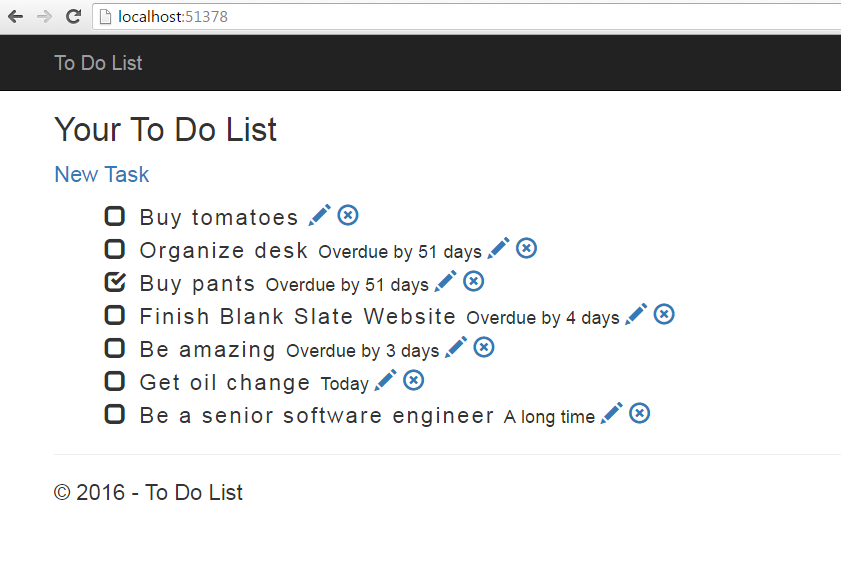 localhost:51378
To Do List
Your To Do List
New Task
Buy tomatoes
Organize desk Overdue by 51 days
Buy pants Overdue by 51 days
Finish Blank Slate Website Overdue by 4 days
Be amazing Overdue by 3 days
Get oil change Today
Be a senior software engineer A long time
© 2016 - To Do List